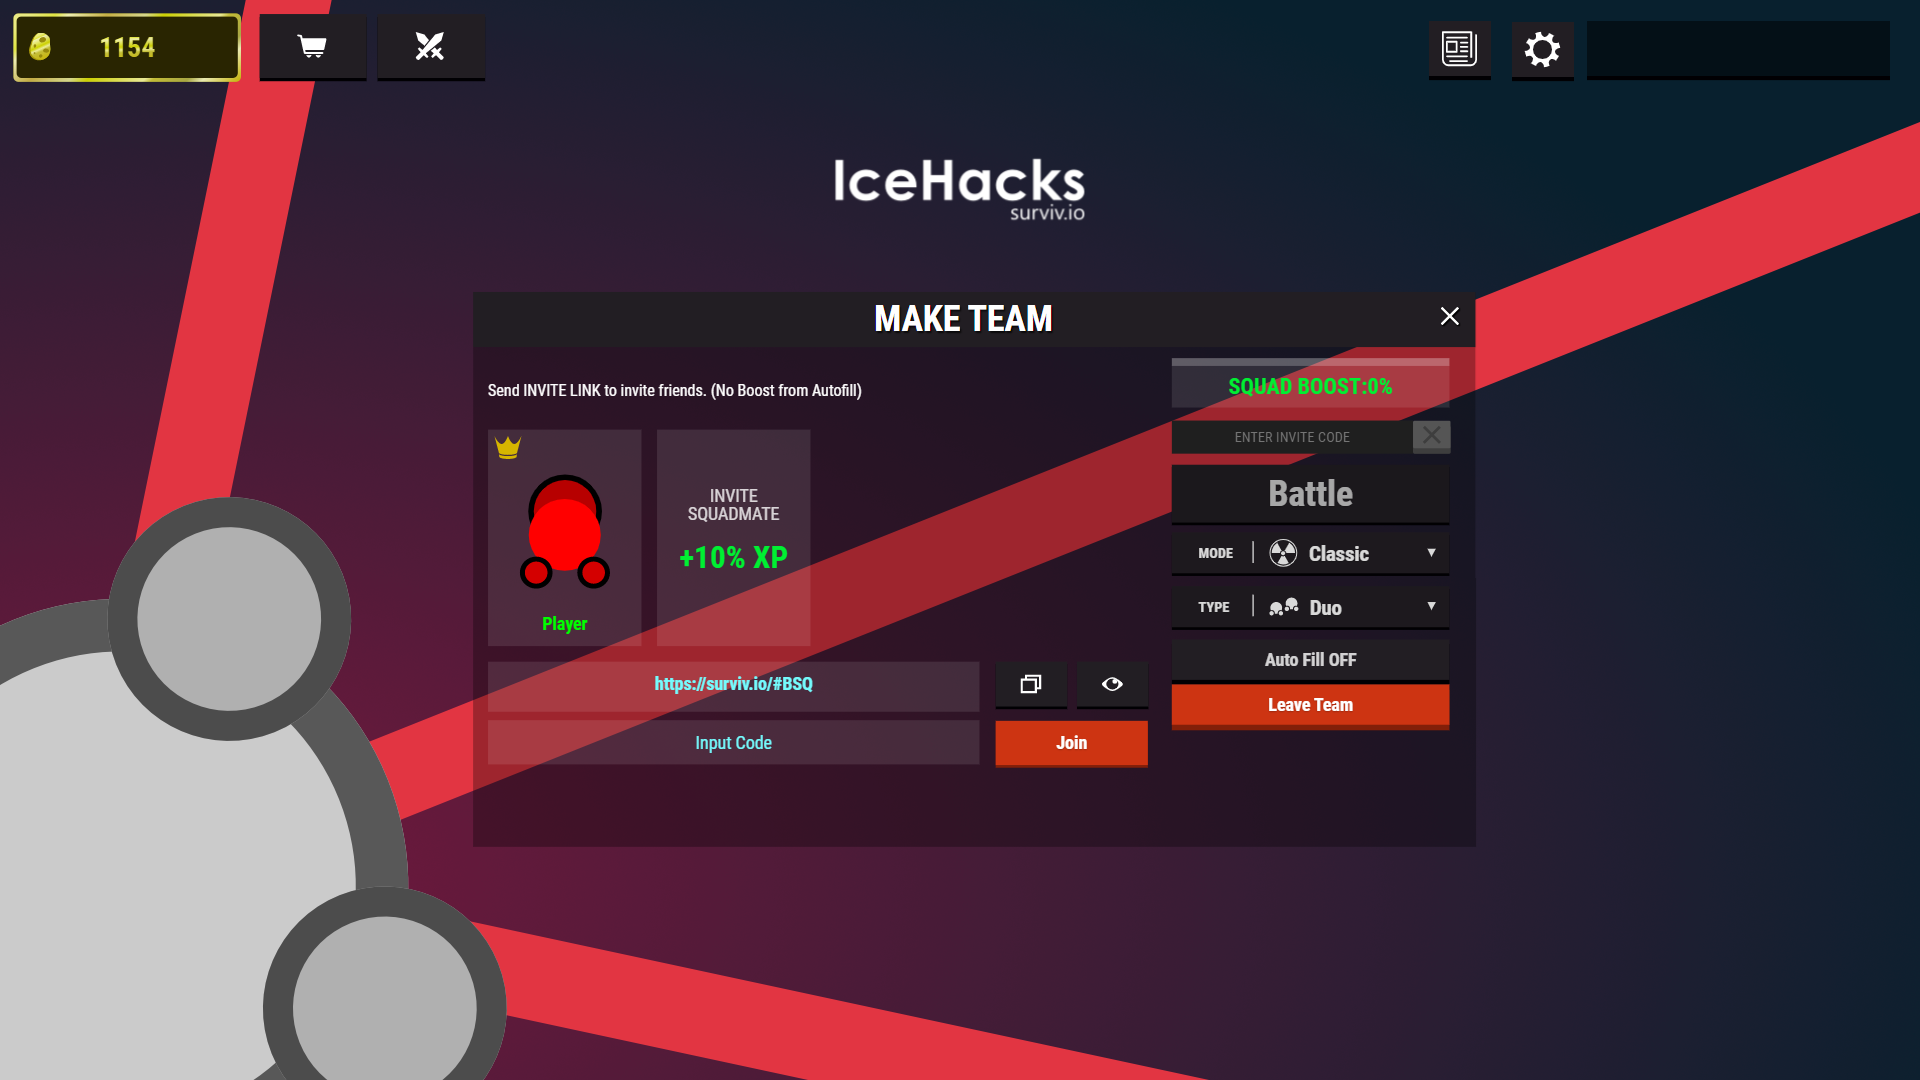 1154
IceHacks
surviv.io
MAKE TEAM
Send INVITE LINK to invite friends. (No Boost from Autofill)
SQUAD BOOST:0%
ENTER INVITE CODE
INVITE
SQUADMATE
+10% XP
Player
Battle
MODE Classic
TYPE Duo
Auto Fill OFF
Leave Team
https://surviv.io/#BSQ
Input Code
Join